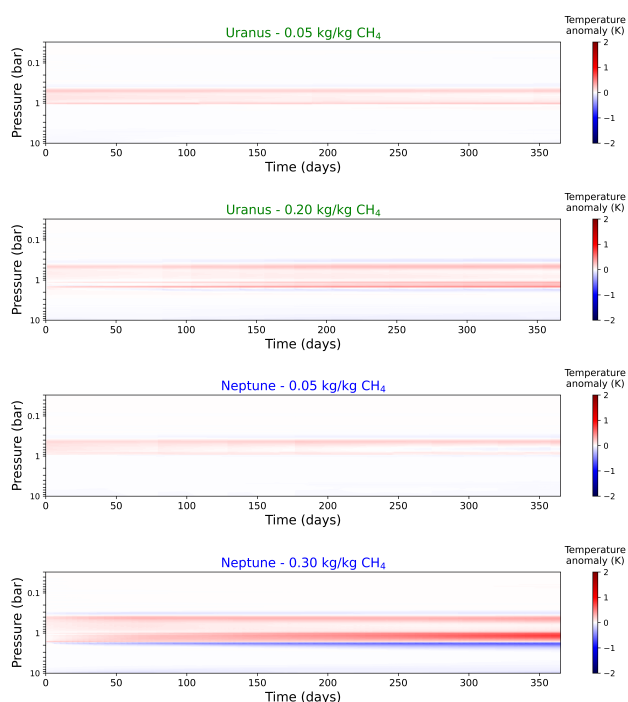 Temperature
anomaly (K)
Uranus - 0.05 kg/kg CH₄
Pressure (bar)
0.1
1
10
0 50 100 150 200 250 300 350
Time (days)
2
1
0
−1
−2
Temperature
anomaly (K)
Uranus - 0.20 kg/kg CH₄
Pressure (bar)
0.1
1
10
0 50 100 150 200 250 300 350
Time (days)
2
1
0
−1
−2
Temperature
anomaly (K)
Neptune - 0.05 kg/kg CH₄
Pressure (bar)
0.1
1
10
0 50 100 150 200 250 300 350
Time (days)
2
1
0
−1
−2
Temperature
anomaly (K)
Neptune - 0.30 kg/kg CH₄
Pressure (bar)
0.1
1
10
0 50 100 150 200 250 300 350
Time (days)
2
1
0
−1
−2